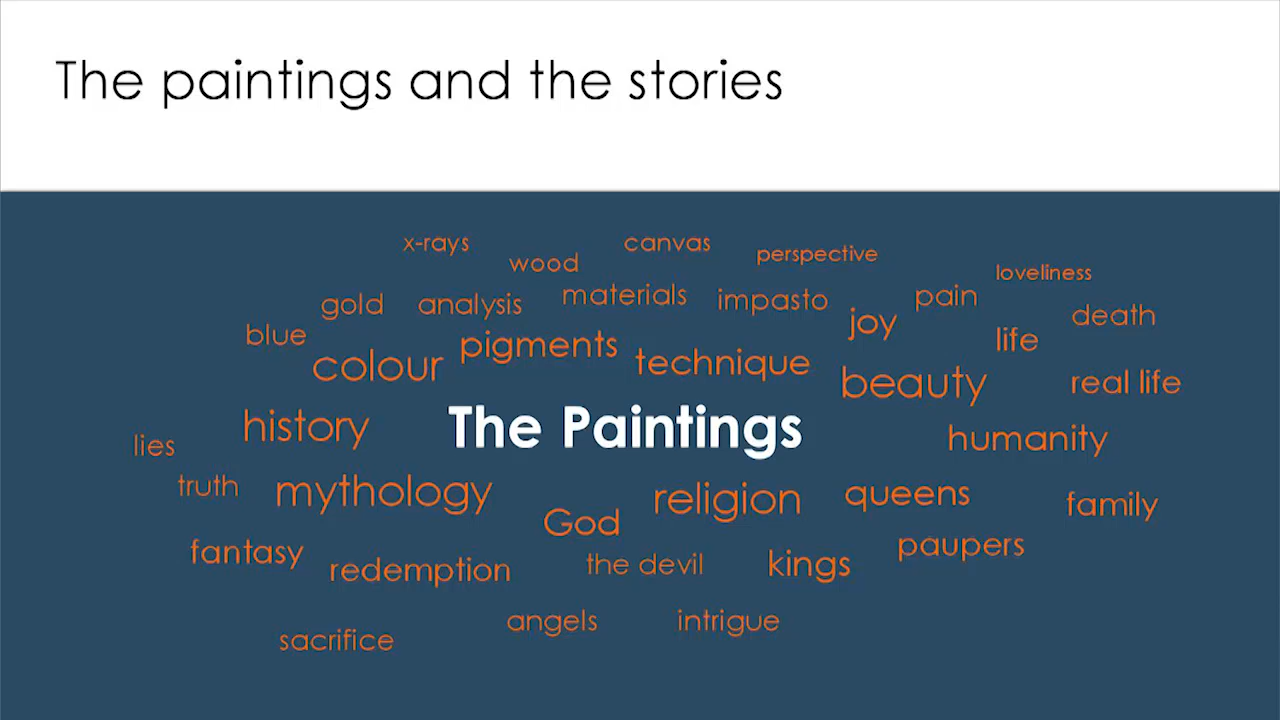 The paintings and the stories
x-rays
wood
canvas
perspective
loveliness
gold
analysis
materials
impasto
pain
death
blue
colour
pigments
technique
joy
life
beauty
real life
lies
history
The Paintings
humanity
truth
mythology
God
religion
queens
family
fantasy
redemption
the devil
kings
paupers
sacrifice
angels
intrigue